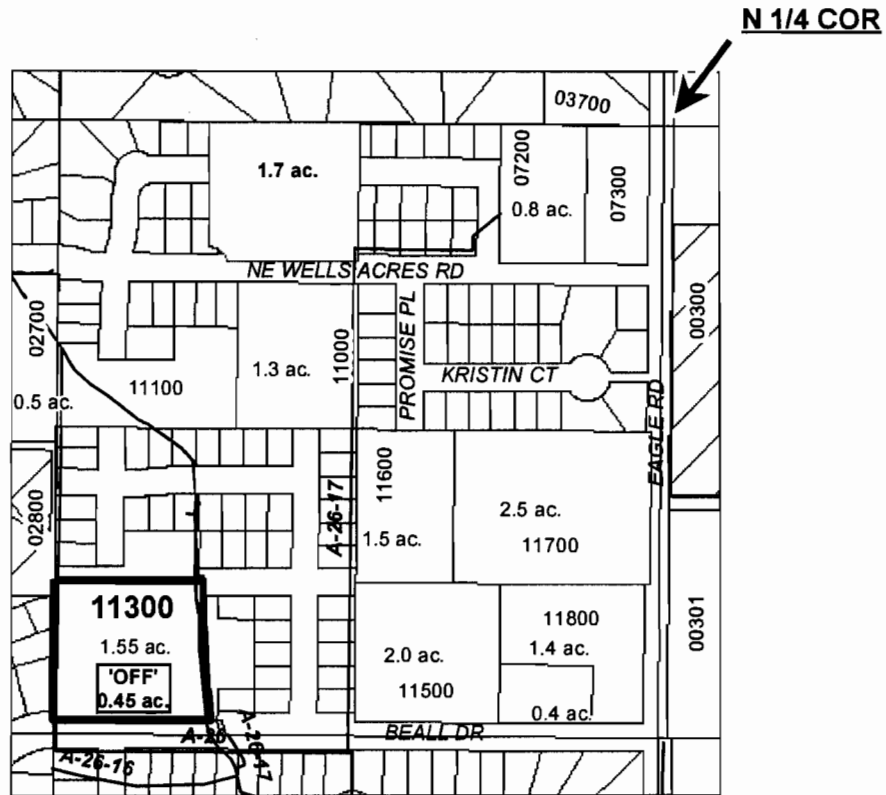 N 1/4 COR
03700
1.7 ac.
07200
0.8 ac.
07300
NE WELLS ACRES RD
02700
00300
0.5 ac.
11100
1.3 ac.
11000
PROMISE PL
KRISTIN CT
EAGLE RD
02800
A-26-17
11600
1.5 ac.
2.5 ac.
11700
11300
1.55 ac.
'OFF'
0.45 ac.
2.0 ac.
11500
11800
1.4 ac.
0.4 ac.
00301
A-26
A-26-17
BEALL DR
A-26-16